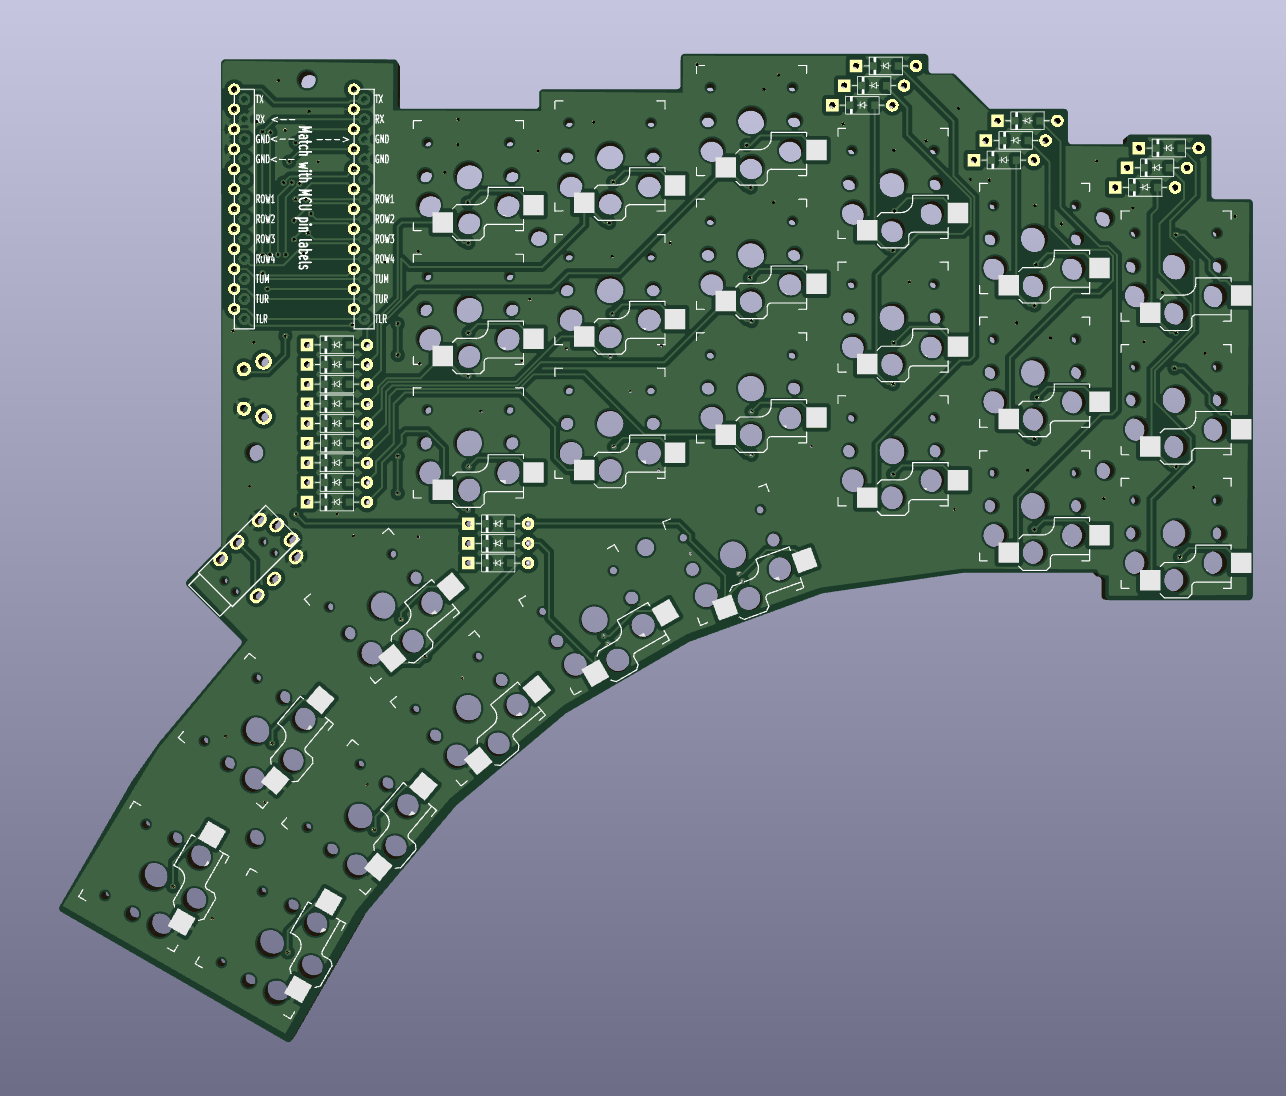 TX
RX <---
GND <---
GND <---
ROW1
ROW2
ROW3
ROW4
TUM
TUR
TLR
Match with MCU pin labels
TX
RX
--> GND
GND
ROW1
ROW2
ROW3
ROW4
TUM
TUR
TLR